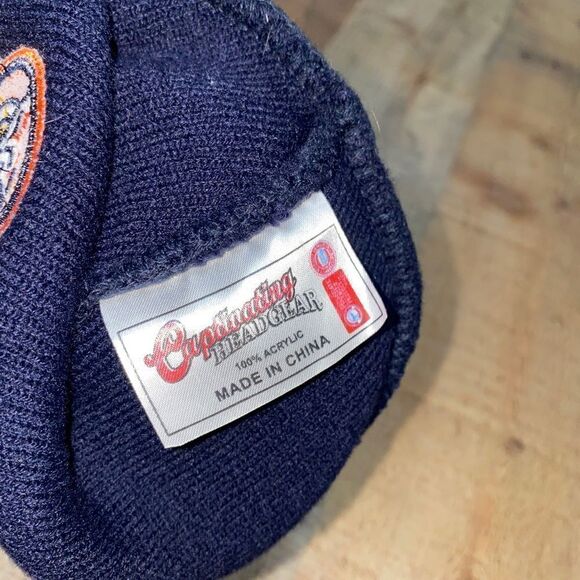 Captivating
HEADGEAR
100% ACRYLIC
MADE IN CHINA